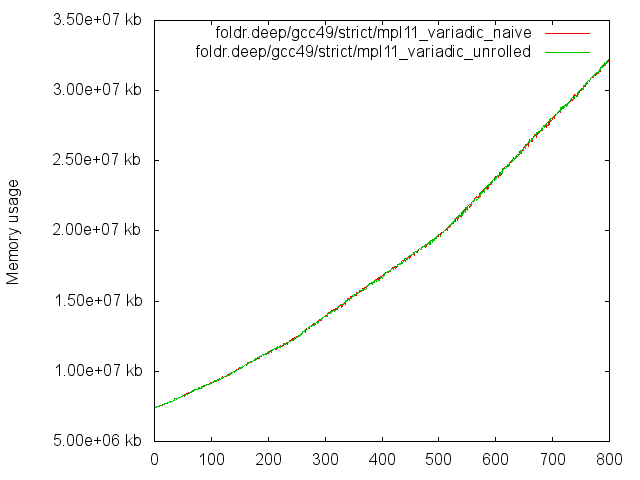 3.50e+07 kb
foldr.deep/gcc49/strict/mpl11_variadic_naive
foldr.deep/gcc49/strict/mpl11_variadic_unrolled
3.00e+07 kb
2.50e+07 kb
2.00e+07 kb
1.50e+07 kb
1.00e+07 kb
5.00e+06 kb
Memory usage
0 100 200 300 400 500 600 700 800